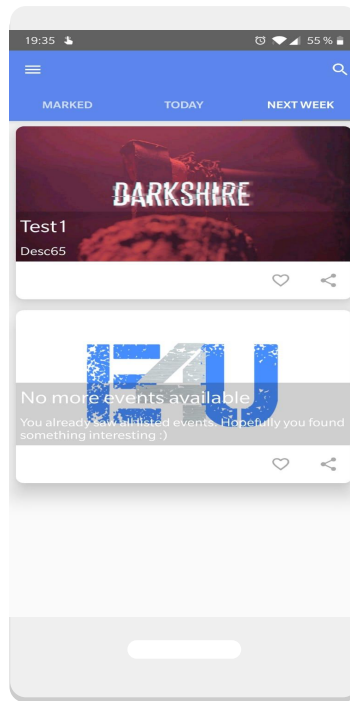 19:35
55 %
MARKED
TODAY
NEXT WEEK
DARKSHIRE
Test1
Desc65
E4U
No more events available
You already saw all listed events. Hopefully you found
something interesting :)